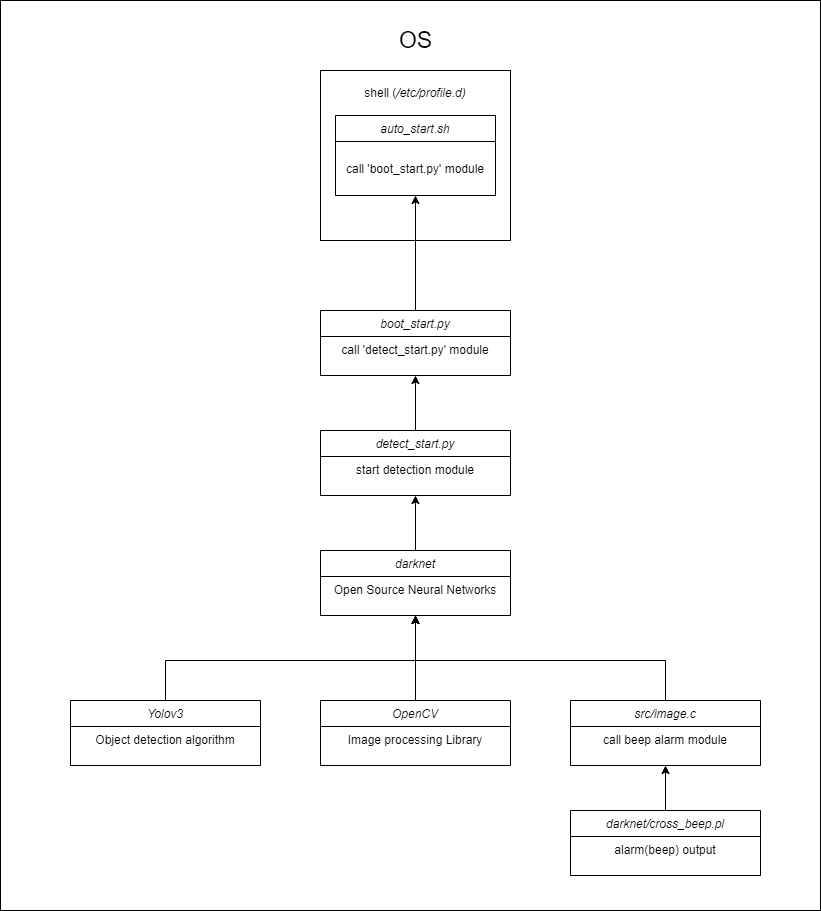 OS
shell (/etc/profile.d)
auto_start.sh
call 'boot_start.py' module
boot_start.py
call 'detect_start.py' module
detect_start.py
start detection module
darknet
Open Source Neural Networks
Yolov3
Object detection algorithm
OpenCV
Image processing Library
src/image.c
call beep alarm module
darknet/cross_beep.pl
alarm(beep) output